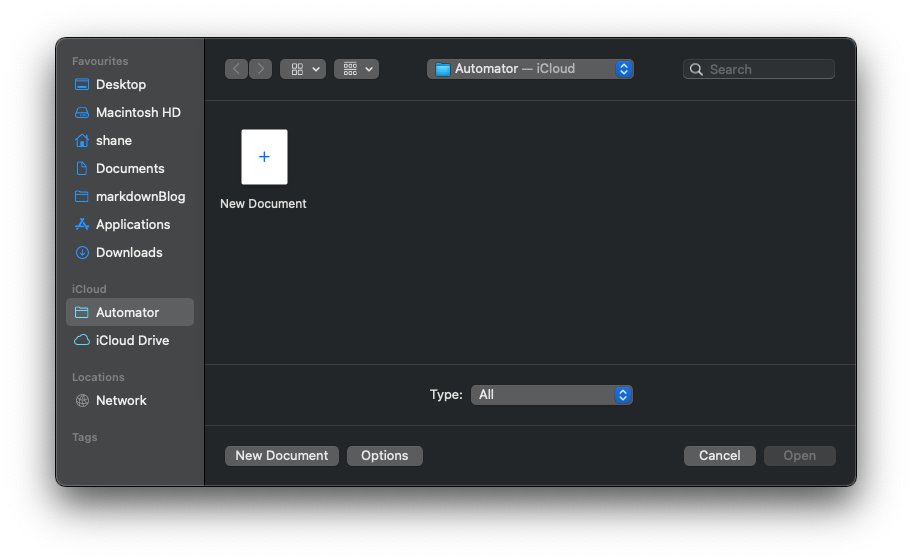 Favourites
Desktop
Macintosh HD
shane
Documents
markdownBlog
Applications
Downloads
iCloud
Automator
iCloud Drive
Locations
Network
Tags
Automator — iCloud
Search
New Document
Type: All
New Document
Options
Cancel
Open